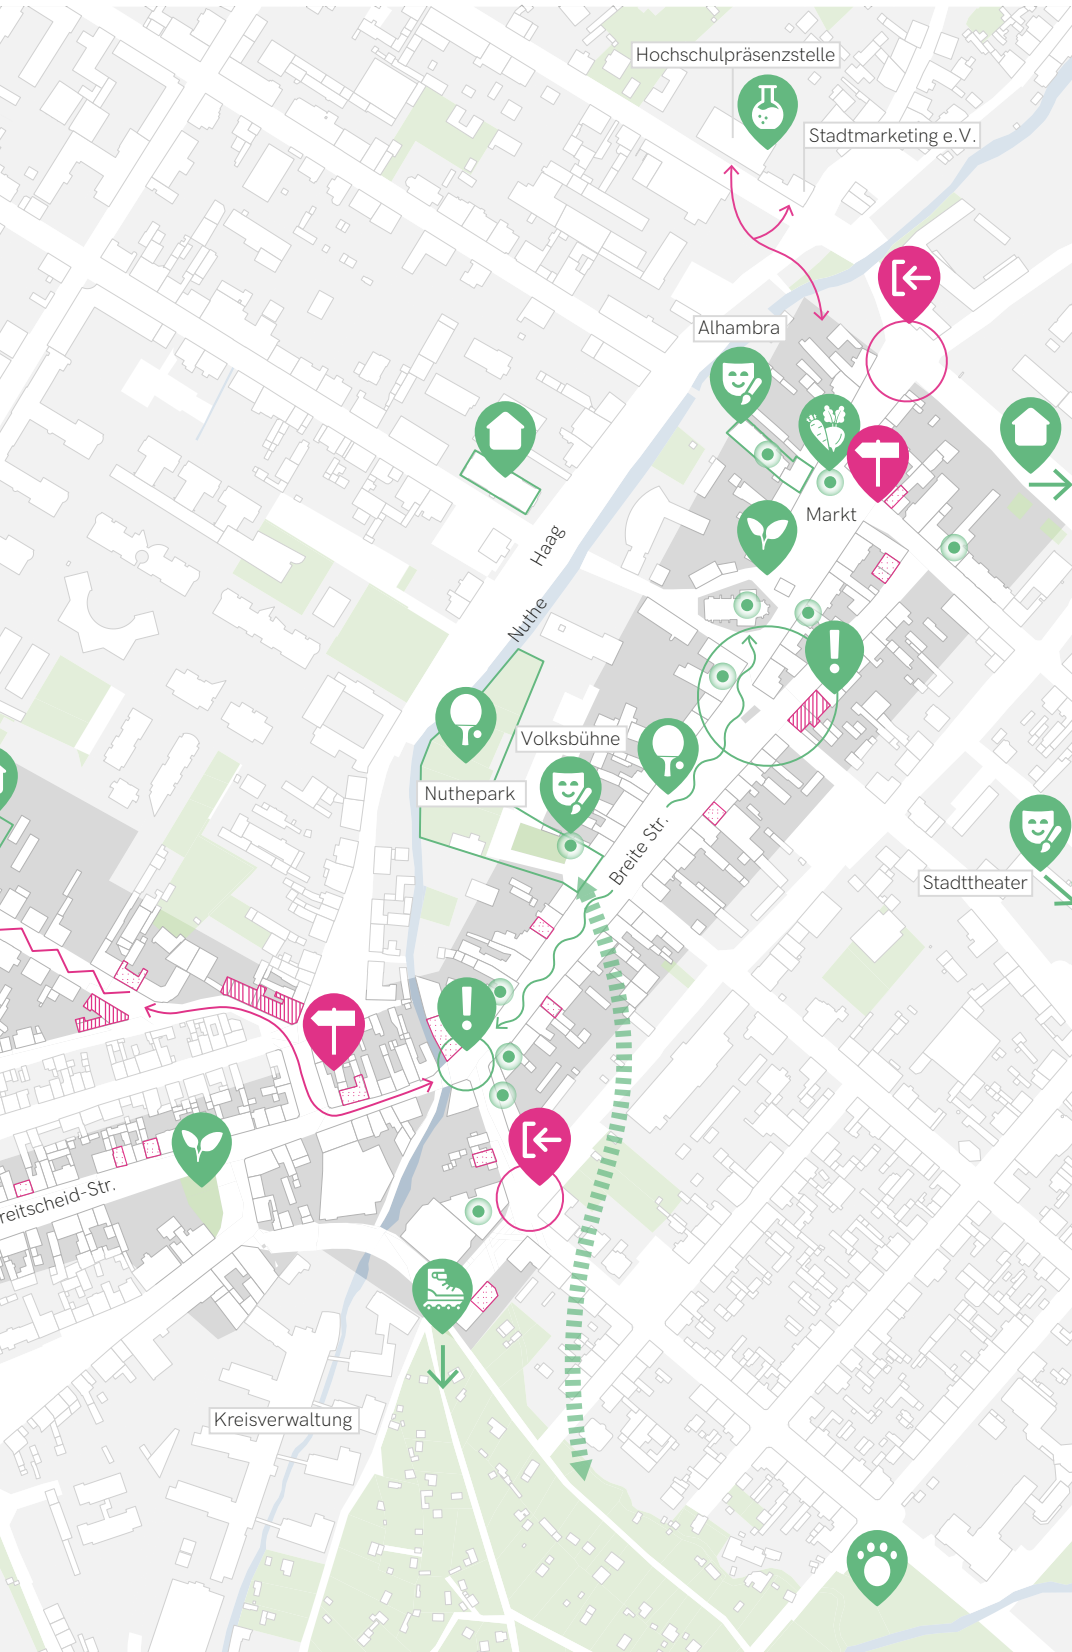 Hochschulpräsenzstelle
Stadtmarketing e.V.
Alhambra
Markt
Haag
Nuthe
Volksbühne
Nuthepark
Breite Str.
Stadttheater
reitscheid-Str.
Kreisverwaltung